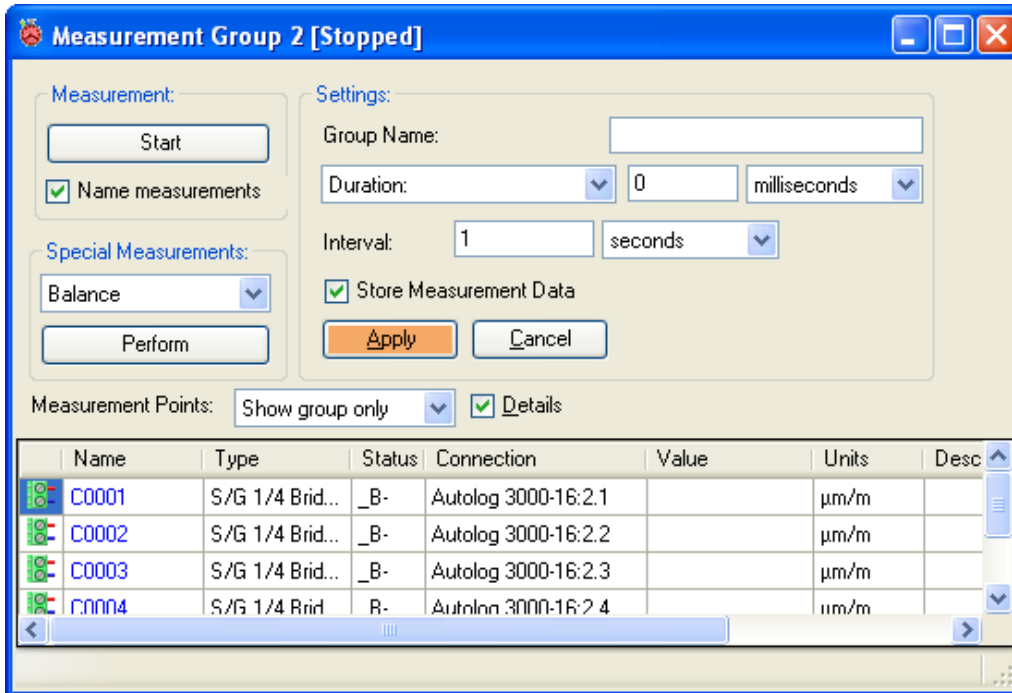 Measurement Group 2 [Stopped]
Measurement:
Start
Name measurements
Special Measurements:
Balance
Perform
Settings:
Group Name:
Duration: 0 milliseconds
Interval: 1 seconds
Store Measurement Data
Apply Cancel
Measurement Points: Show group only Details
Name Type Status Connection Value Units Desc
C0001 S/G 1/4 Brid... _B- Autolog 3000-16:2.1 µm/m
C0002 S/G 1/4 Brid... _B- Autolog 3000-16:2.2 µm/m
C0003 S/G 1/4 Brid... _B- Autolog 3000-16:2.3 µm/m
C0004 S/G 1/4 Brid B- Autolog 3000-16:2.4 µm/m